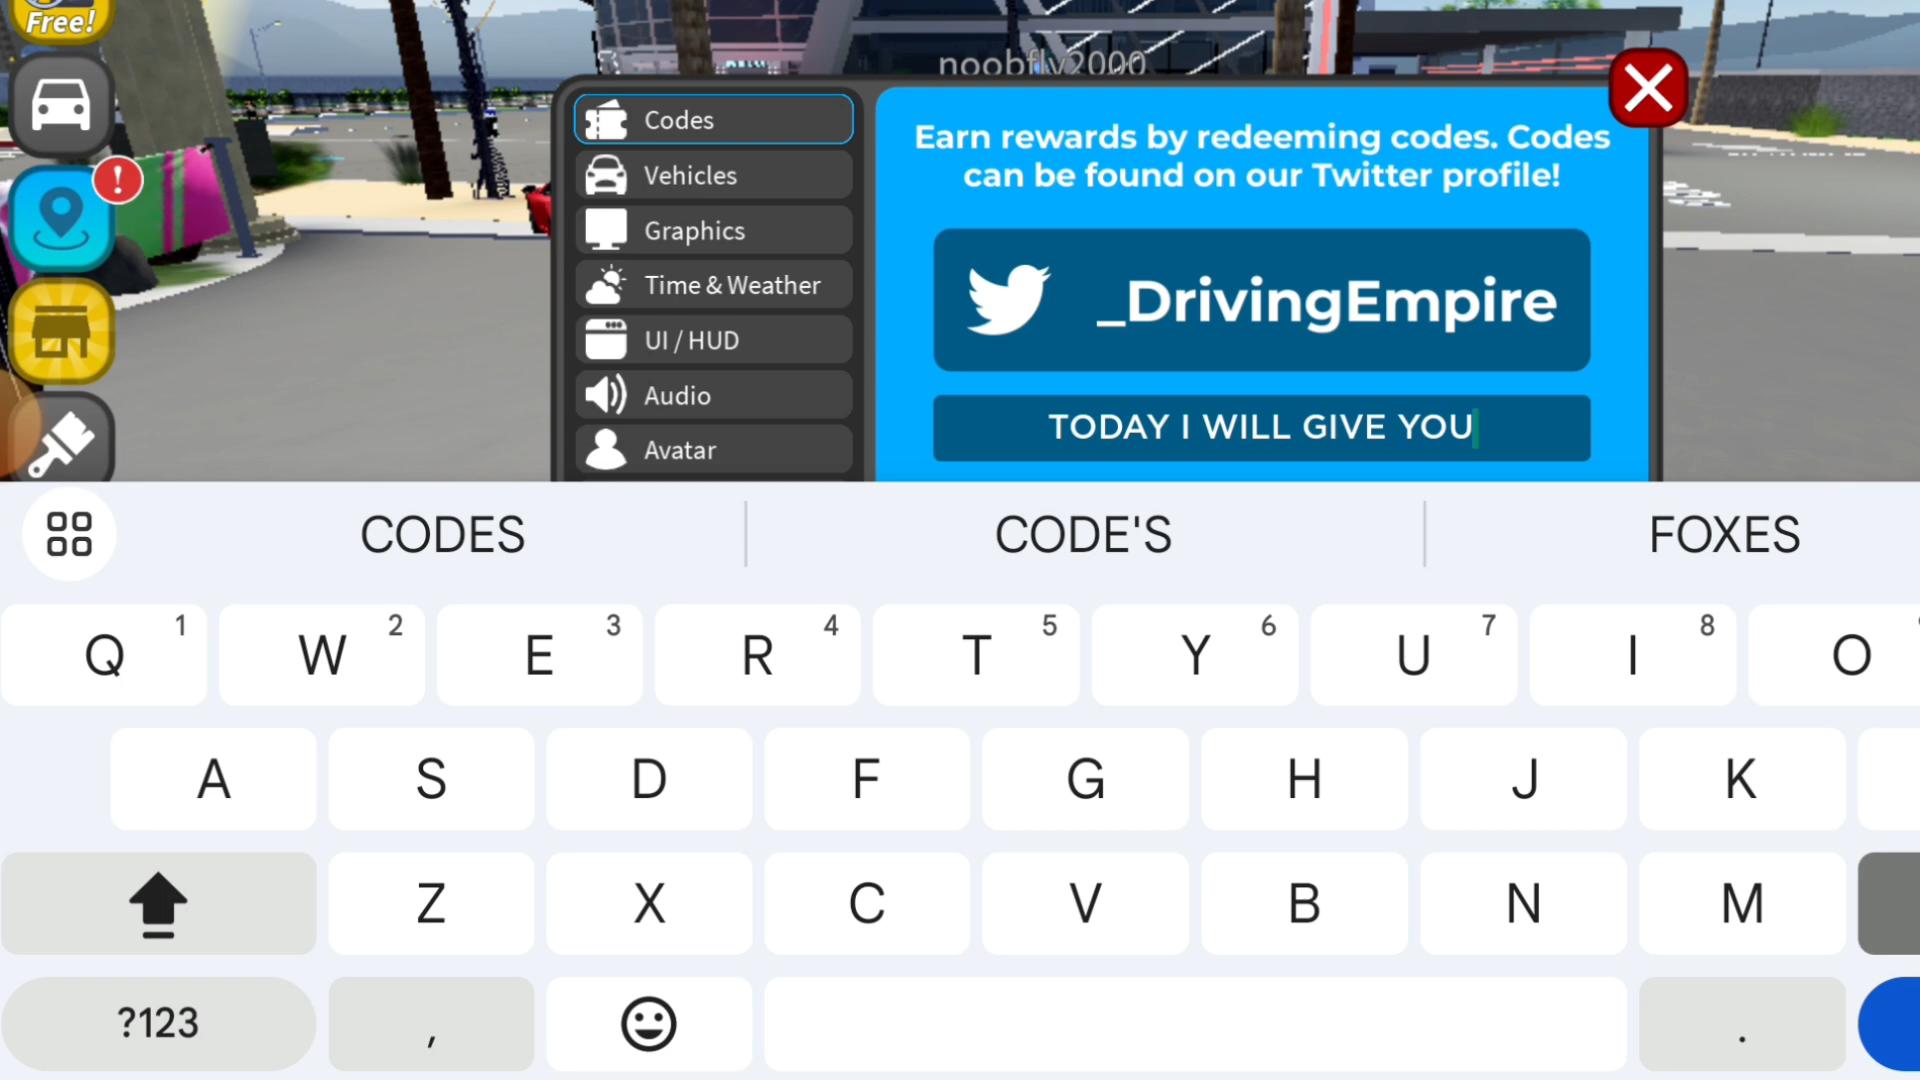 Free!
noobfly2000
!
Codes
Vehicles
Graphics
Time & Weather
UI / HUD
Audio
Avatar
Earn rewards by redeeming codes. Codes
can be found on our Twitter profile!
_DrivingEmpire
TODAY I WILL GIVE YOU
CODES CODE'S FOXES
Q 1 W 2 E 3 R 4 T 5 Y 6 U 7 I 8 O
A S D F G H J K
Z X C V B N M
?123 , .